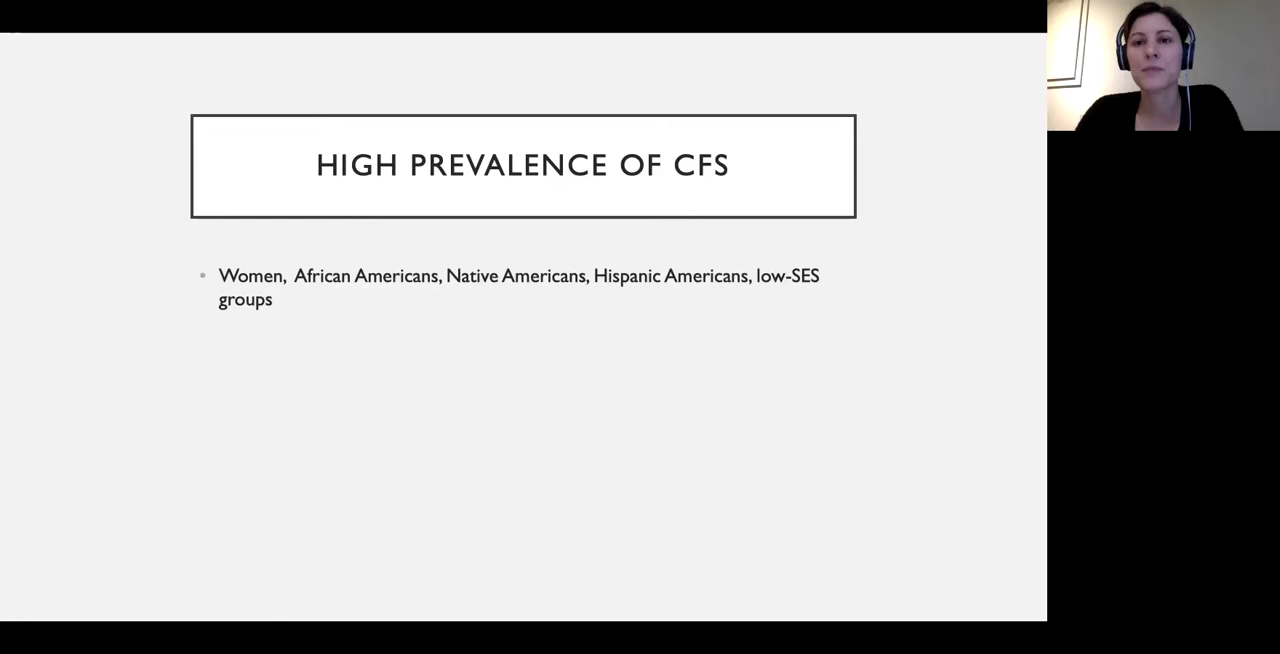 HIGH PREVALENCE OF CFS
• Women, African Americans, Native Americans, Hispanic Americans, low-SES
groups